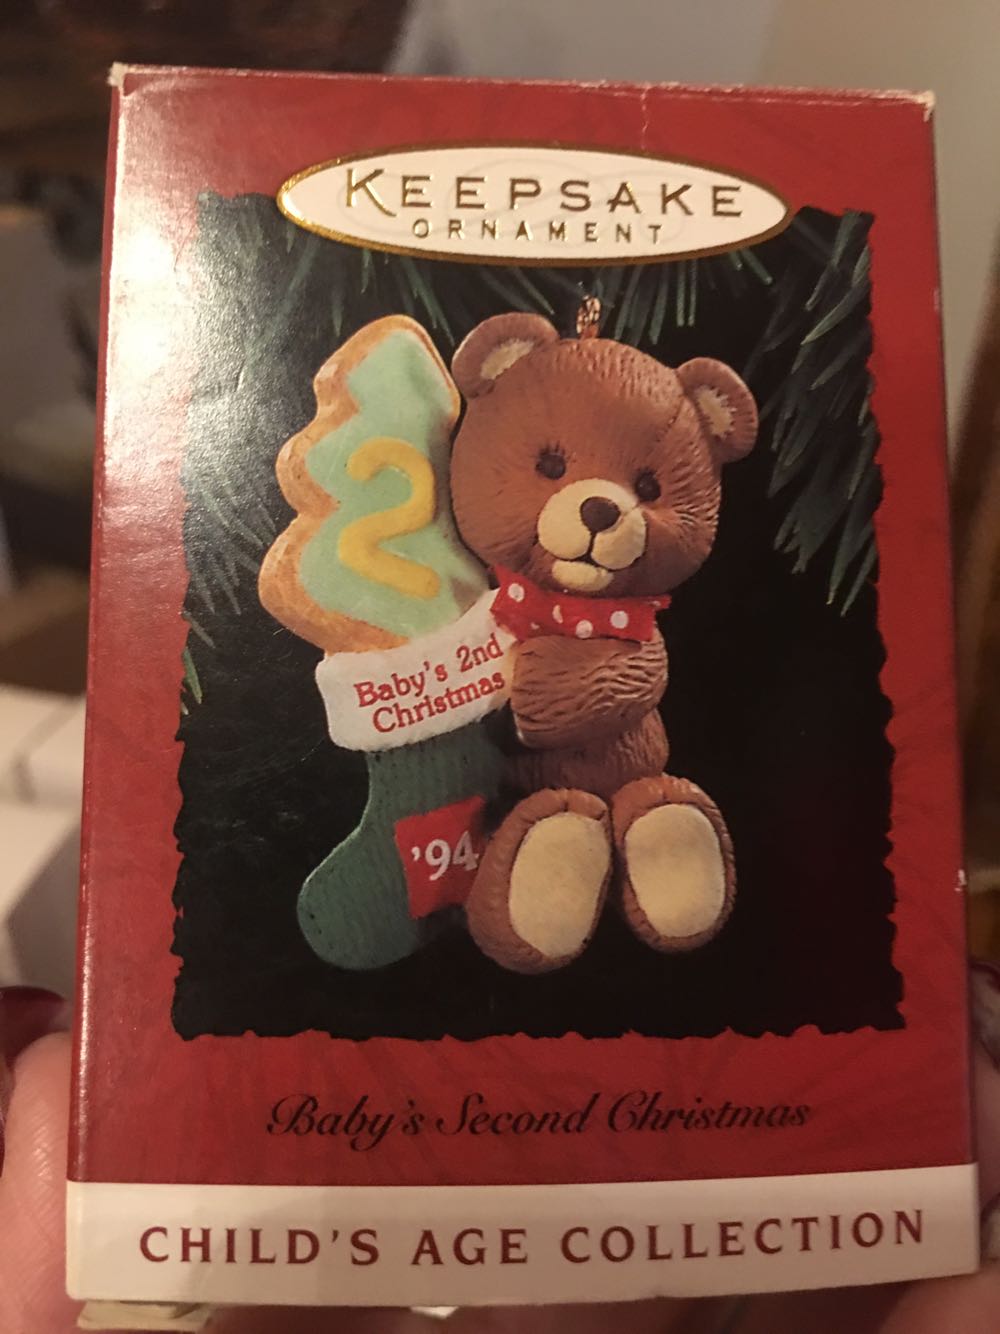 KEEPSAKE
ORNAMENT
2
Baby's 2nd
Christmas
'94
Baby's Second Christmas
CHILD'S AGE COLLECTION